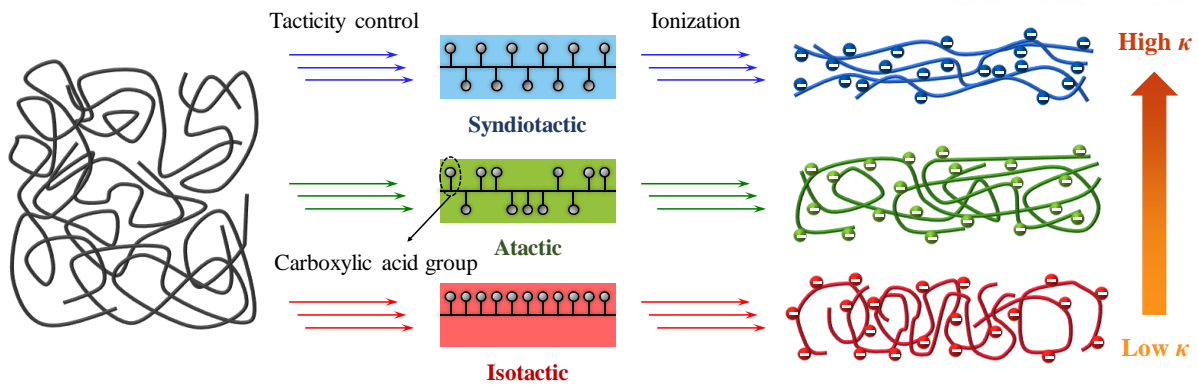 Tacticity control
Ionization
High κ
Syndiotactic
Atactic
Carboxylic acid group
Low κ
Isotactic